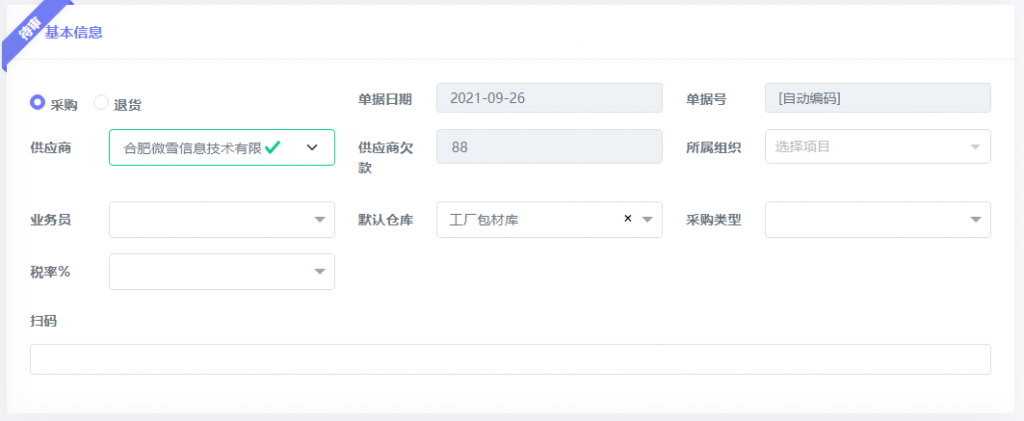 待审
基本信息
采购 退货 单据日期 2021-09-26 单据号 [自动编码]
供应商 合肥微雪信息技术有限 供应商欠款 88 所属组织 选择项目
业务员 默认仓库 工厂包材库 × 采购类型
税率%
扫码